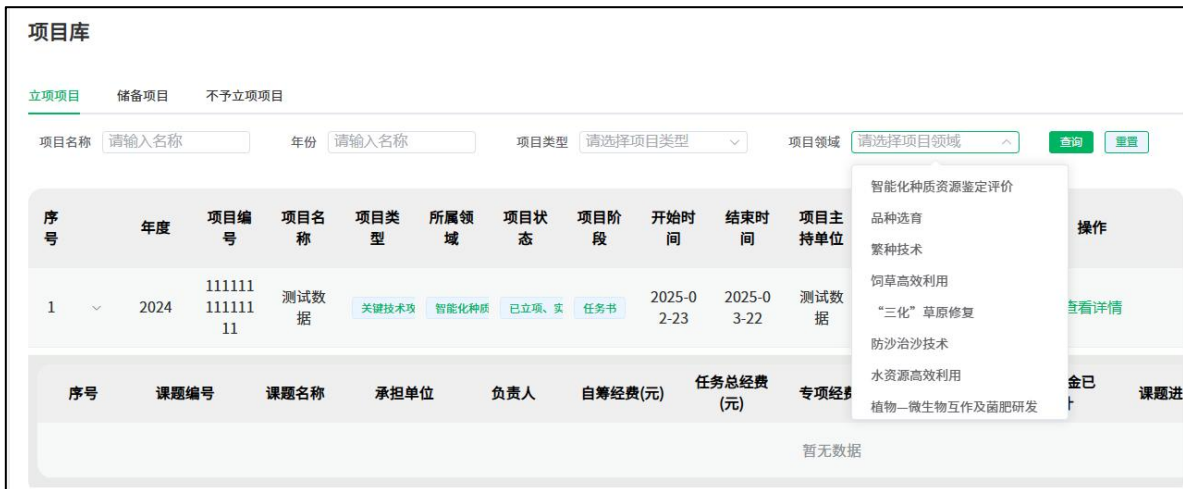 项目库
立项项目 储备项目 不予立项项目
项目名称 请输入名称 年份 请输入名称 项目类型 请选择项目类型 项目领域 请选择项目领域 查询 重置
智能化种质资源鉴定评价
品种选育
繁种技术
饲草高效利用
“三化”草原修复
防沙治沙技术
水资源高效利用
植物—微生物互作及菌肥研发
序
号
年度
项目编
号
项目名
称
项目类
型
所属领
域
项目状
态
项目阶
段
开始时
间
结束时
间
项目主
持单位
操作
1 2024
111111
111111
11
测试数
据
关键技术攻
智能化种质
已立项、实
任务书
2025-0
2-23
2025-0
3-22
测试数
据
查看详情
序号 课题编号 课题名称 承担单位 负责人 自筹经费(元)
任务总经费
(元)
专项经费
金已
课题进
暂无数据